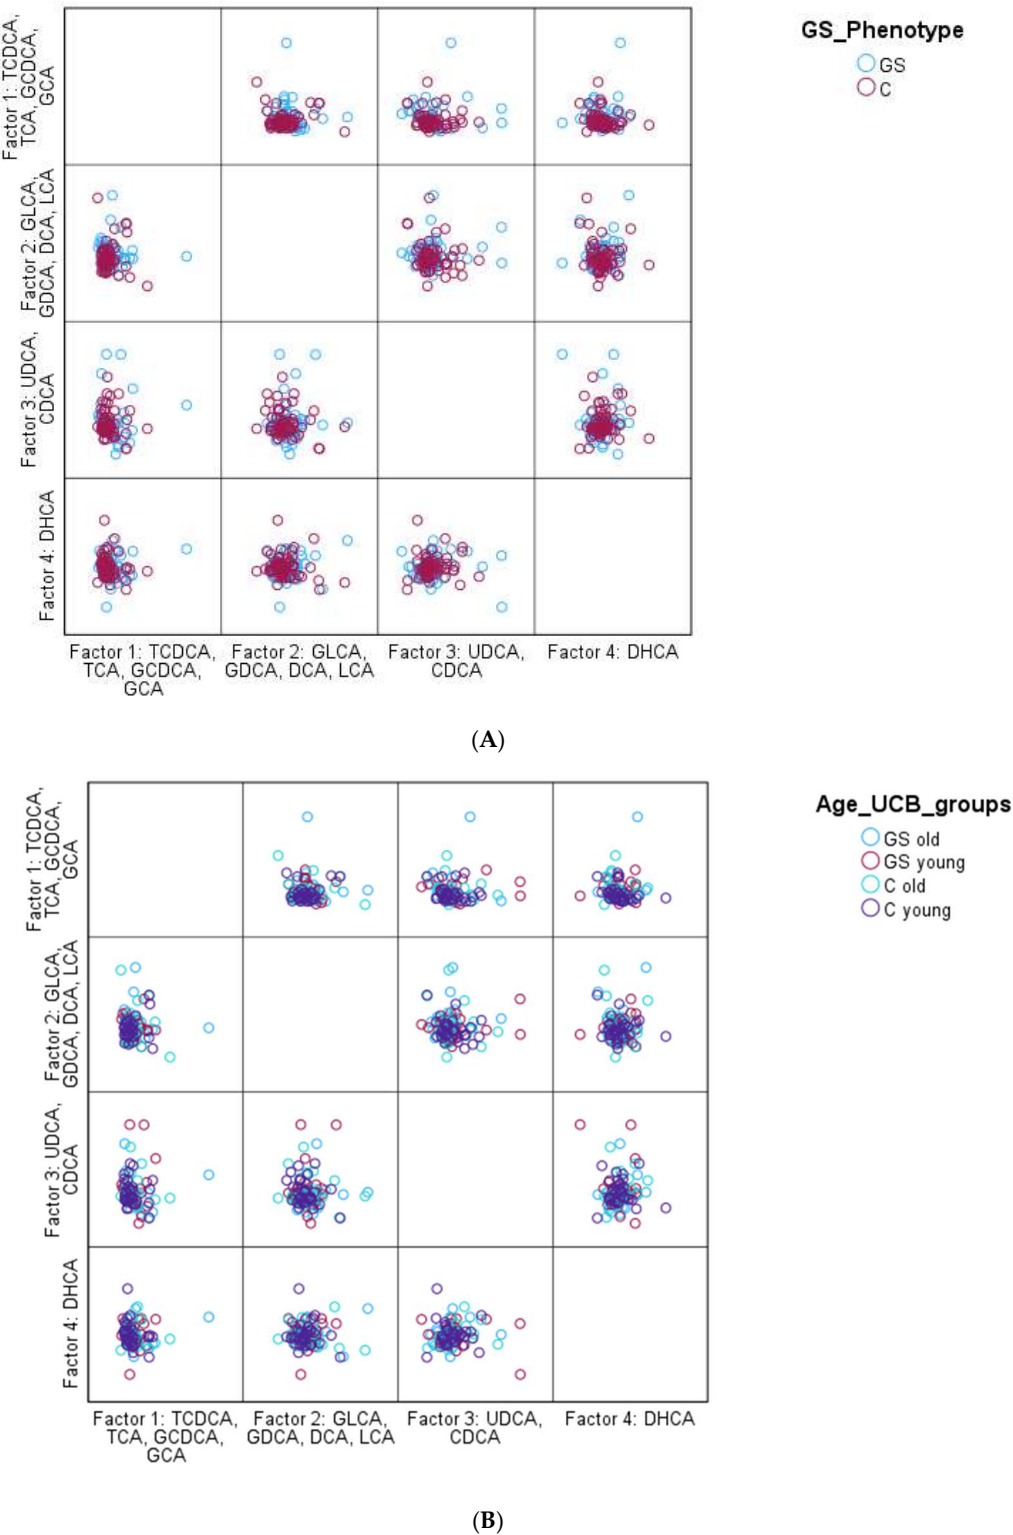 GS_Phenotype
GS
C
Factor 1: TCDCA,
TCA, GCDCA,
GCA
Factor 2: GLCA,
GDCA, DCA, LCA
Factor 3: UDCA,
CDCA
Factor 4: DHCA
Factor 1: TCDCA,
TCA, GCDCA,
GCA
Factor 2: GLCA,
GDCA, DCA, LCA
Factor 3: UDCA,
CDCA
Factor 4: DHCA
(A)
Age_UCB_groups
GS old
GS young
C old
C young
Factor 1: TCDCA,
TCA, GCDCA,
GCA
Factor 2: GLCA,
GDCA, DCA, LCA
Factor 3: UDCA,
CDCA
Factor 4: DHCA
Factor 1: TCDCA,
TCA, GCDCA,
GCA
Factor 2: GLCA,
GDCA, DCA, LCA
Factor 3: UDCA,
CDCA
Factor 4: DHCA
(B)